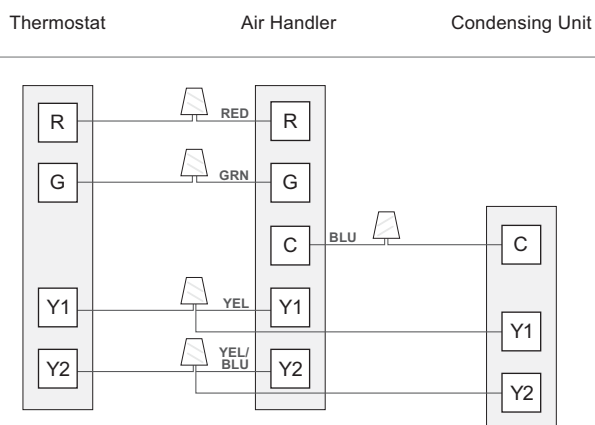 Thermostat Air Handler Condensing Unit
R RED R
G GRN G
C BLU C
Y1 YEL Y1
Y1
Y2 YEL/
BLU Y2
Y2